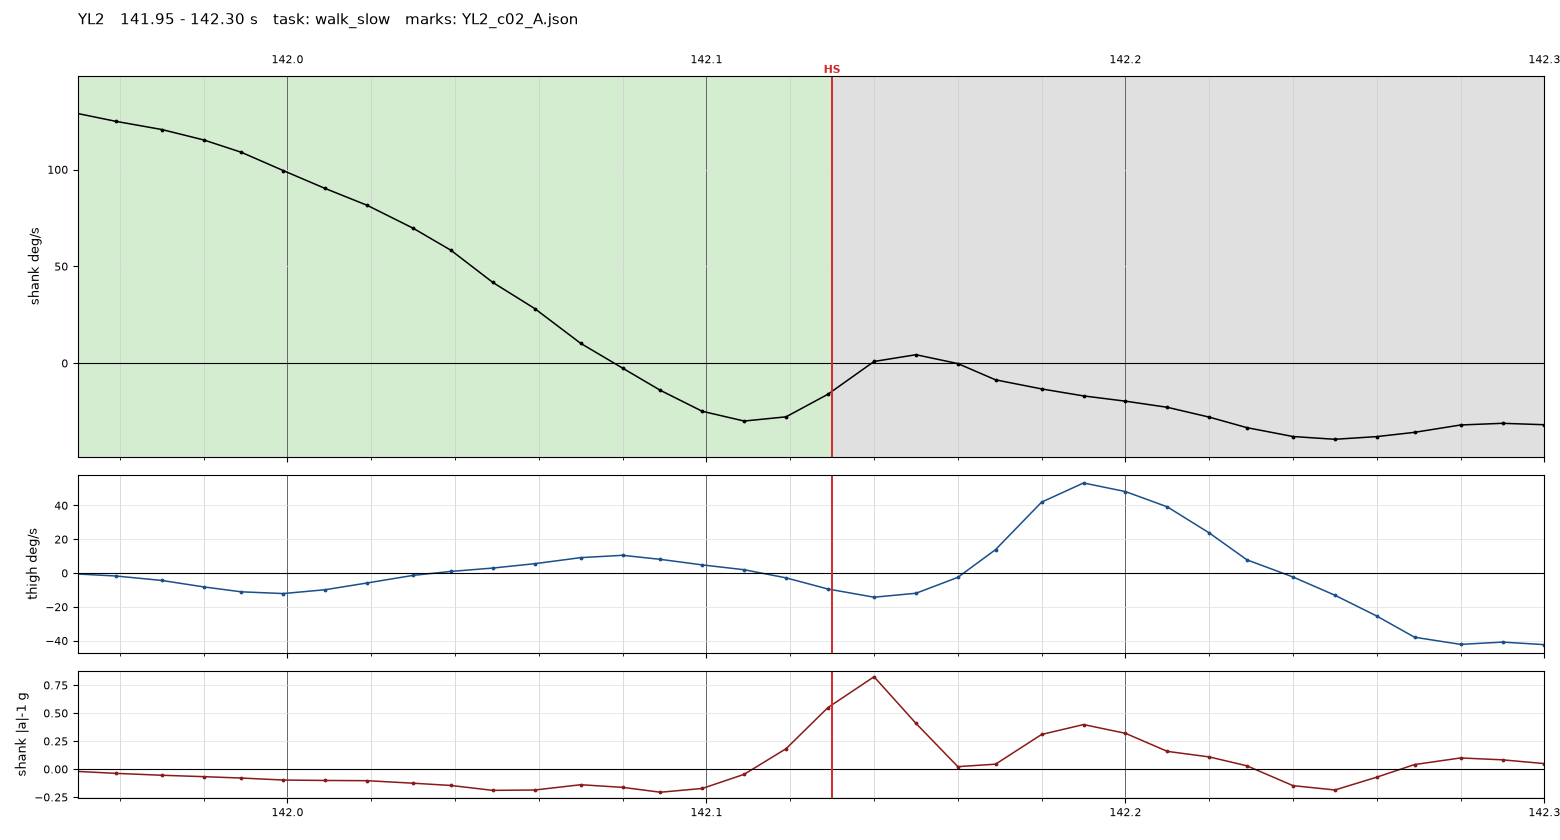 YL2   141.95 - 142.30 s   task: walk_slow   marks: YL2_c02_A.json
142.0 142.1 142.2 142.3
HS
shank deg/s
100
50
0
thigh deg/s
40
20
0
−20
−40
shank |a|-1 g
0.75
0.50
0.25
0.00
−0.25
142.0 142.1 142.2 142.3